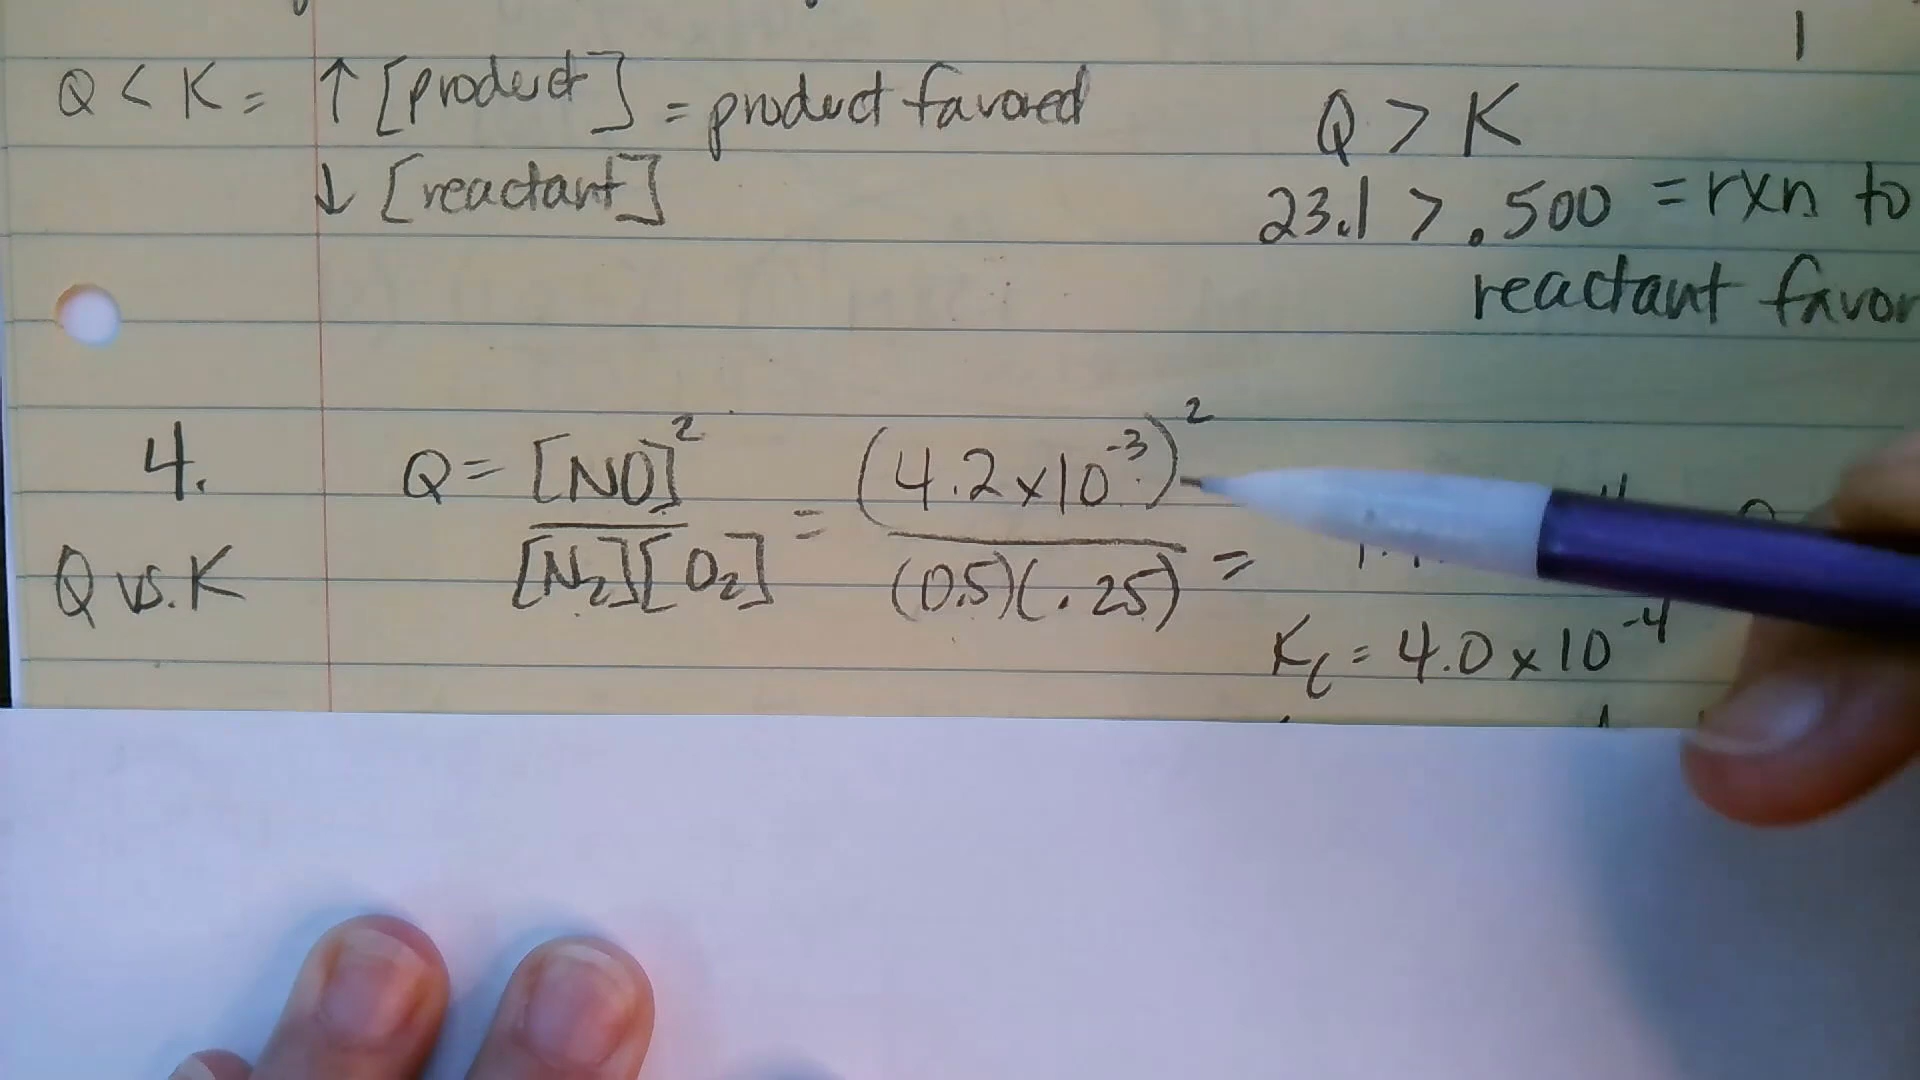 Q < K = ↑ [product] = product favored
↓ [reactant]
Q > K
23.1 > .500 = rxn to
reactant favor
4. Q = [NO]² / [N₂][O₂] = (4.2 x 10⁻³)² / (0.5)(.25) =
Q vs. K
Kc = 4.0 x 10⁻⁴